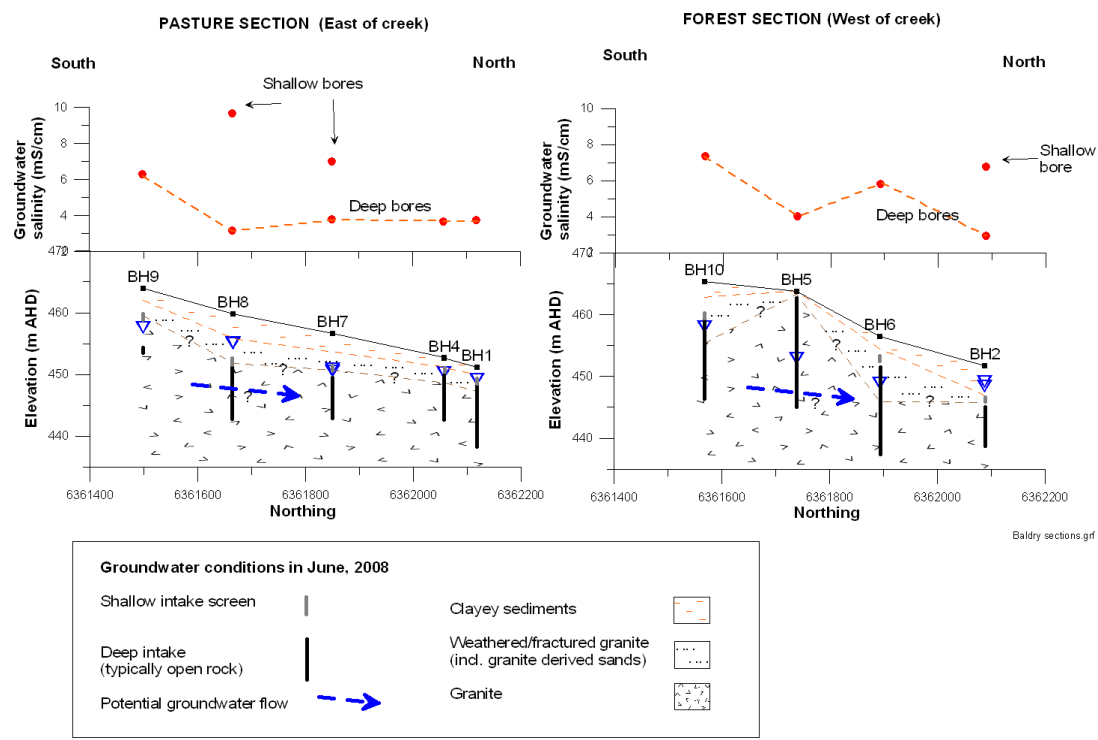 PASTURE SECTION (East of creek)
South
North
Shallow bores
Deep bores
Groundwater
salinity (mS/cm)
10
8
6
4
2
470
460
450
440
Elevation (m AHD)
BH9
BH8
BH7
BH4
BH1
?
?
?
?
6361400
6361600
6361800
6362000
6362200
Northing
FOREST SECTION (West of creek)
South
North
Shallow
bore
Deep bores
Groundwater
salinity (mS/cm)
10
8
6
4
2
470
460
450
440
Elevation (m AHD)
BH10
BH5
BH6
BH2
?
?
?
?
6361400
6361600
6361800
6362000
6362200
Northing
Baldry sections.grf
Groundwater conditions in June, 2008
Shallow intake screen
Deep intake
(typically open rock)
Potential groundwater flow
Clayey sediments
Weathered/fractured granite
(incl. granite derived sands)
Granite